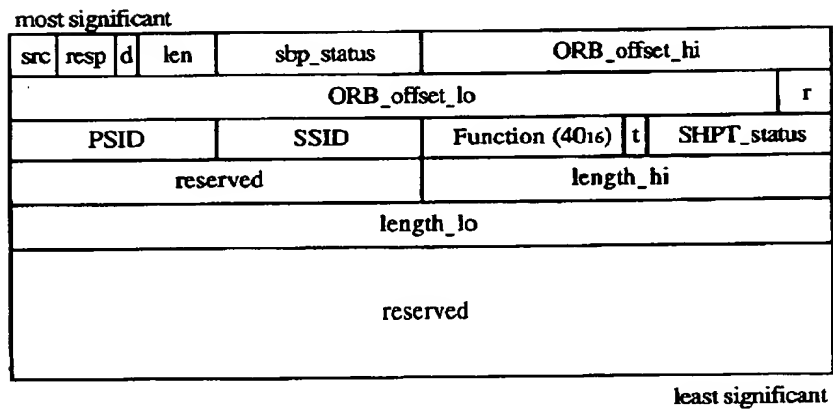 most significant
src resp d len sbp_status ORB_offset_hi
ORB_offset_lo r
PSID SSID Function (40₁₆) t SHPT_status
reserved length_hi
length_lo
reserved
least significant